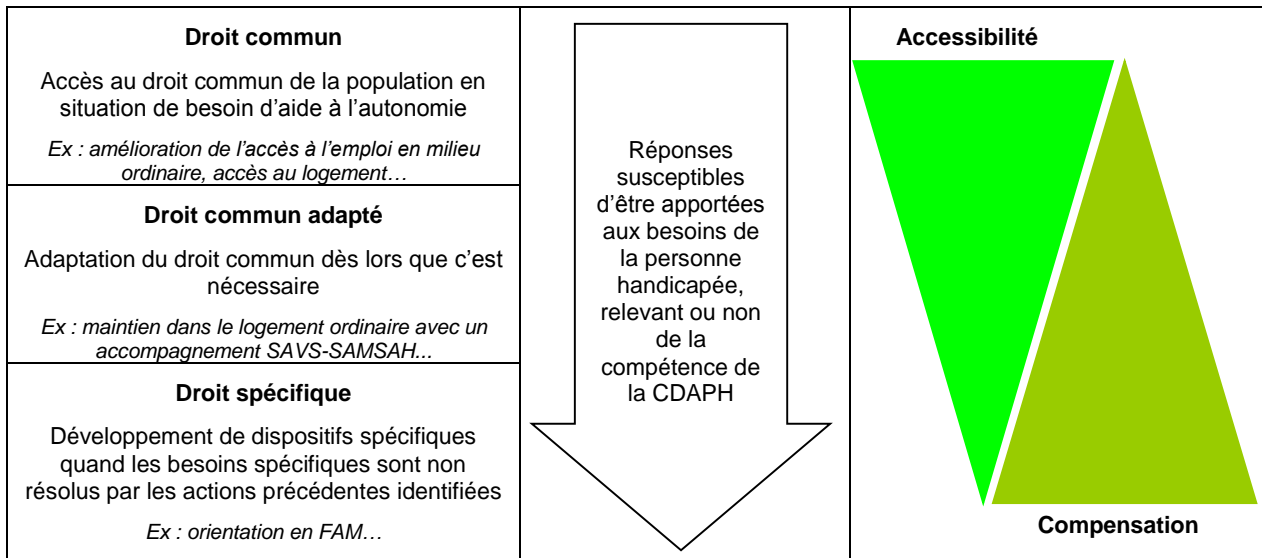 Droit commun
Accès au droit commun de la population en
situation de besoin d'aide à l'autonomie
Ex : amélioration de l'accès à l'emploi en milieu
ordinaire, accès au logement…
Droit commun adapté
Adaptation du droit commun dès lors que c'est
nécessaire
Ex : maintien dans le logement ordinaire avec un
accompagnement SAVS-SAMSAH...
Droit spécifique
Développement de dispositifs spécifiques
quand les besoins spécifiques sont non
résolus par les actions précédentes identifiées
Ex : orientation en FAM…
Réponses
susceptibles
d'être apportées
aux besoins de
la personne
handicapée,
relevant ou non
de la
compétence de
la CDAPH
Accessibilité
Compensation